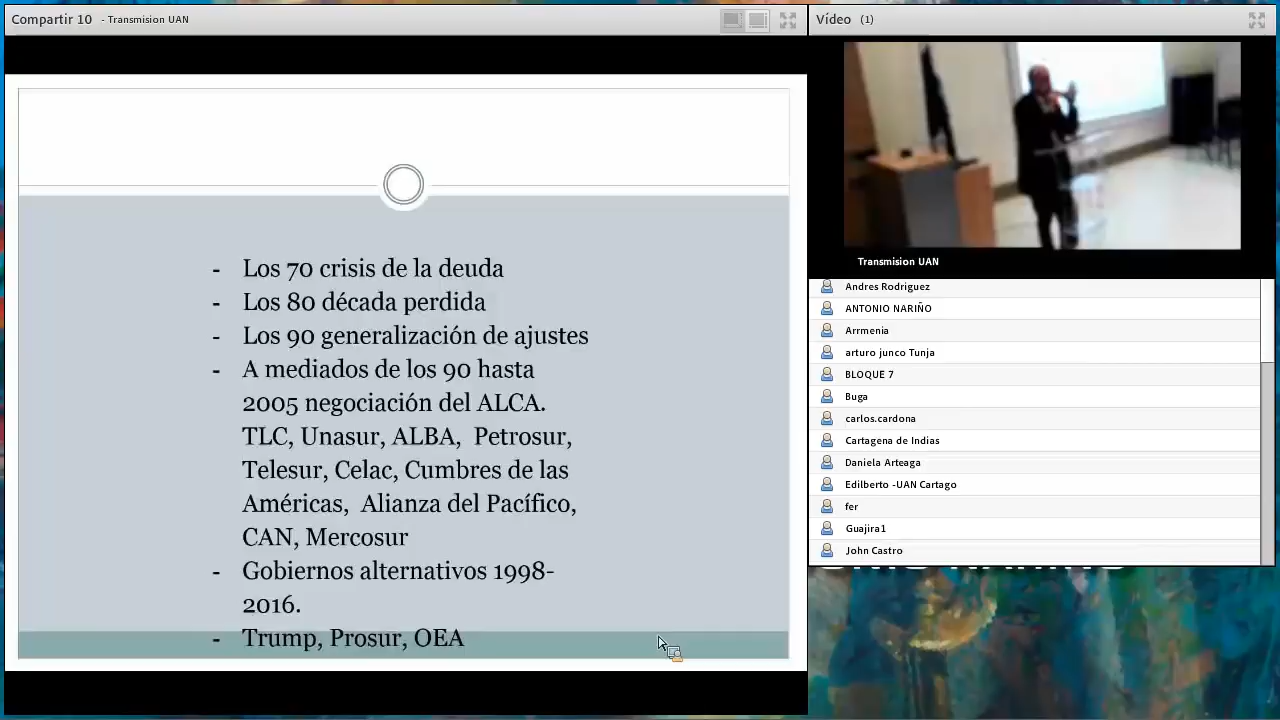 Compartir 10 - Transmision UAN
- Los 70 crisis de la deuda
- Los 80 década perdida
- Los 90 generalización de ajustes
- A mediados de los 90 hasta
2005 negociación del ALCA.
TLC, Unasur, ALBA, Petrosur,
Telesur, Celac, Cumbres de las
Américas, Alianza del Pacífico,
CAN, Mercosur
- Gobiernos alternativos 1998-
2016.
- Trump, Prosur, OEA
Vídeo (1)
Transmision UAN
Andres Rodriguez
ANTONIO NARIÑO
Arrmenia
arturo junco Tunja
BLOQUE 7
Buga
carlos.cardona
Cartagena de Indias
Daniela Arteaga
Edilberto -UAN Cartago
fer
Guajira1
John Castro